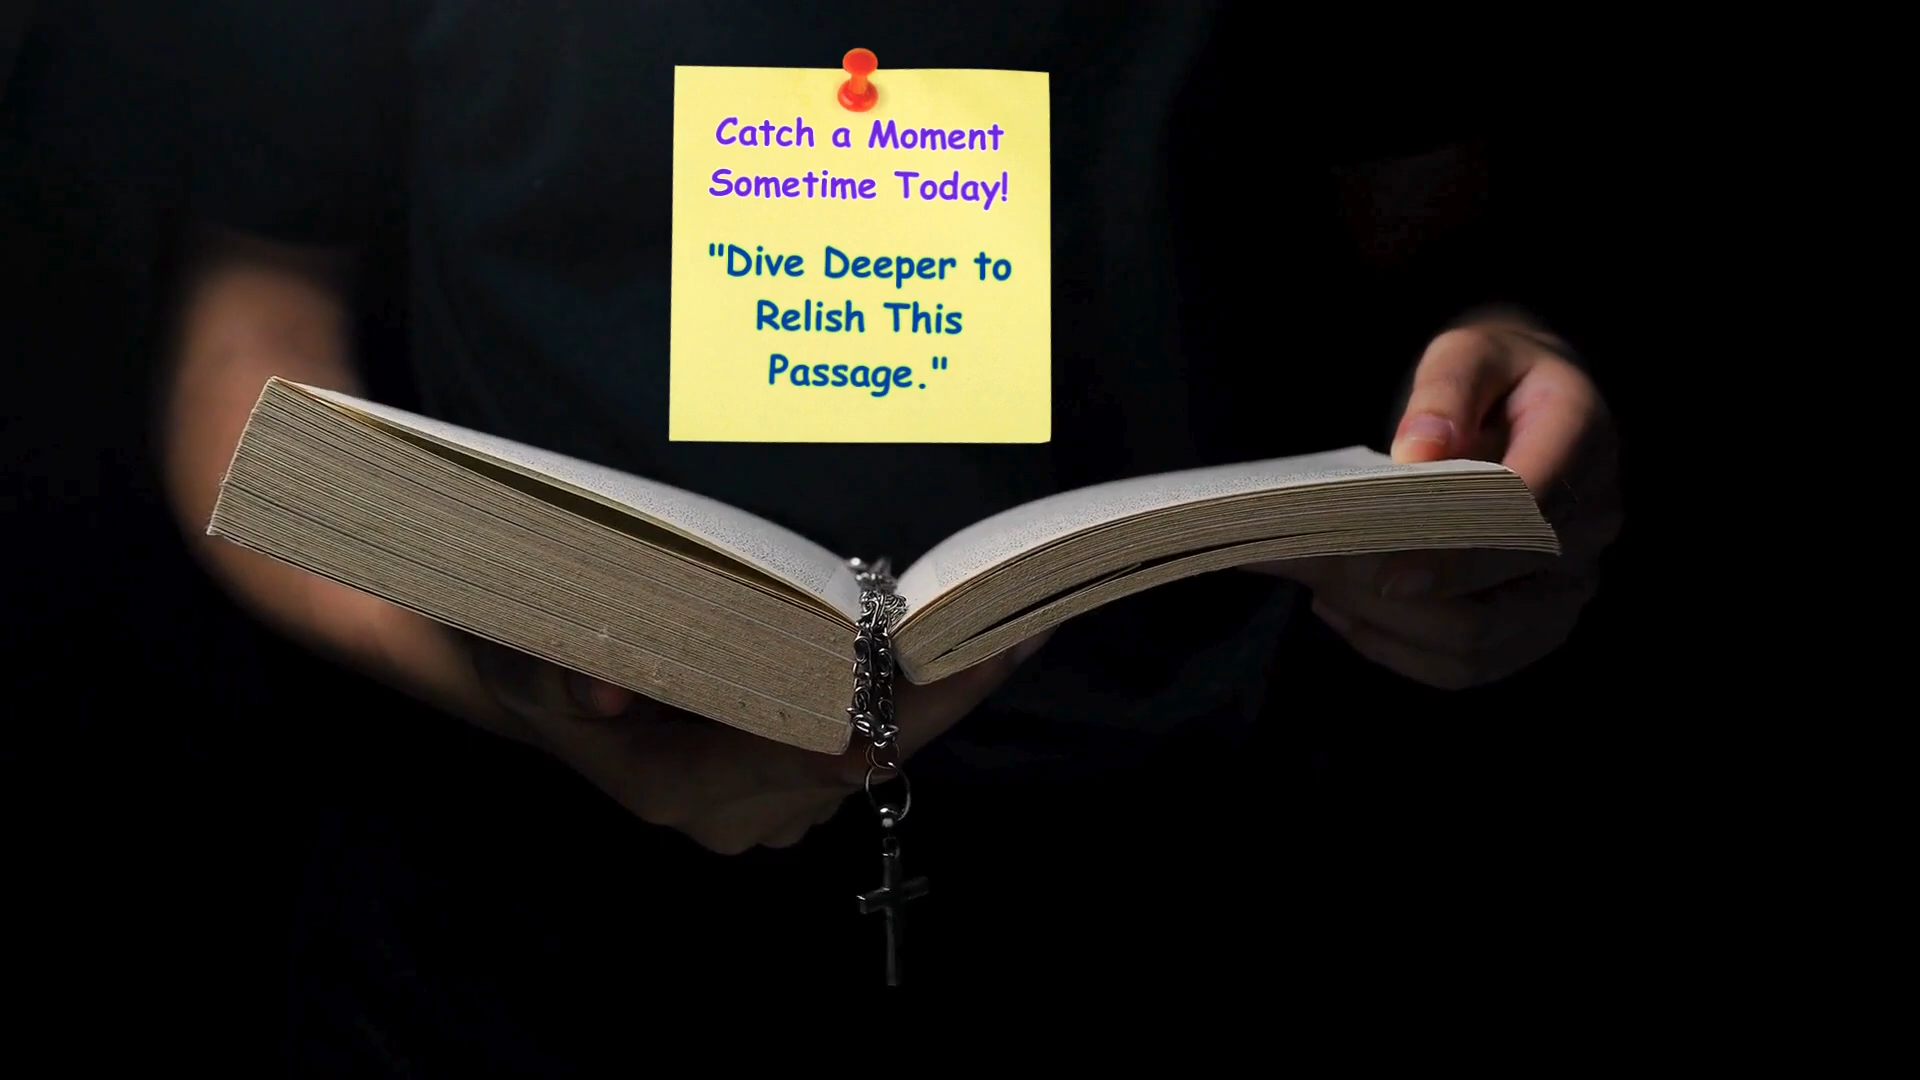 Catch a Moment
Sometime Today!
"Dive Deeper to
Relish This
Passage."